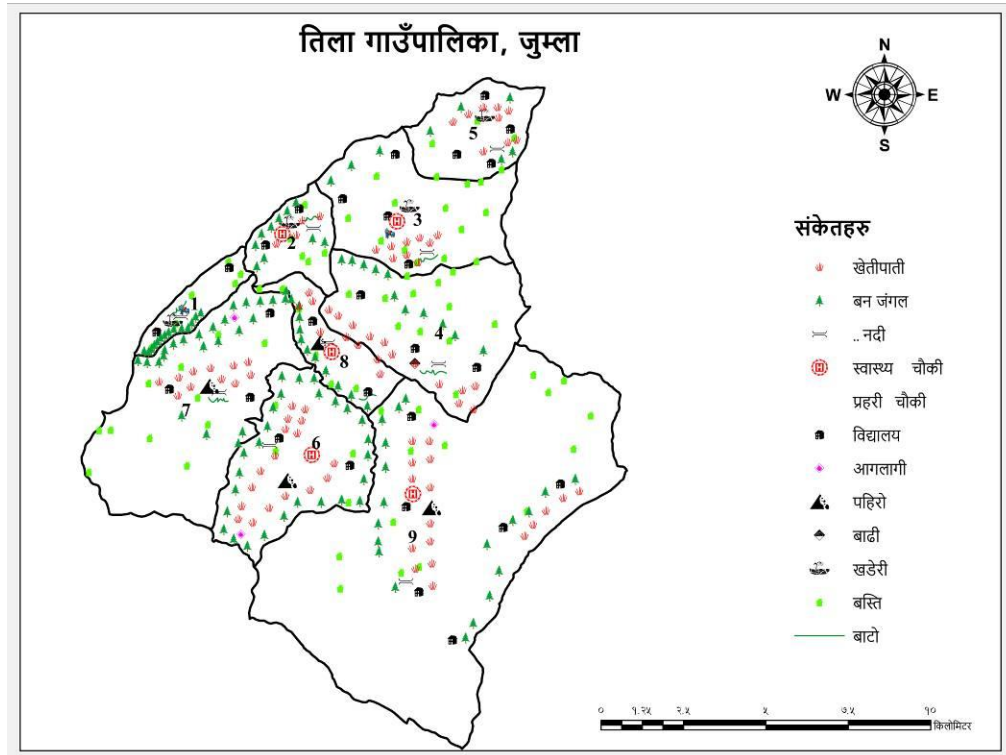 तिला गाउँपालिका, जुम्ला
N
W E
S
5
3
2
1
4
8
7
6
9
संकेतहरु
खेतीपाती
बन जंगल
..नदी
स्वास्थ्य चौकी
प्रहरी चौकी
विद्यालय
आगलागी
पहिरो
बाढी
खडेरी
बस्ति
बाटो
० १.२५ २.५ ५ ७.५ १०
किलोमिटर